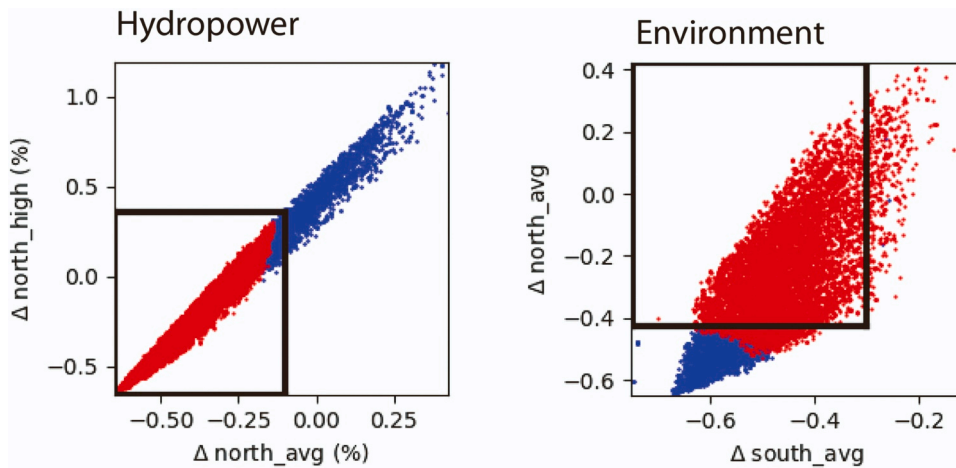 Hydropower
Δ north_high (%)
1.0
0.5
0.0
−0.5
−0.50 −0.25 0.00 0.25
Δ north_avg (%)
Environment
Δ north_avg
0.4
0.2
0.0
−0.2
−0.4
−0.6
−0.6 −0.4 −0.2
Δ south_avg